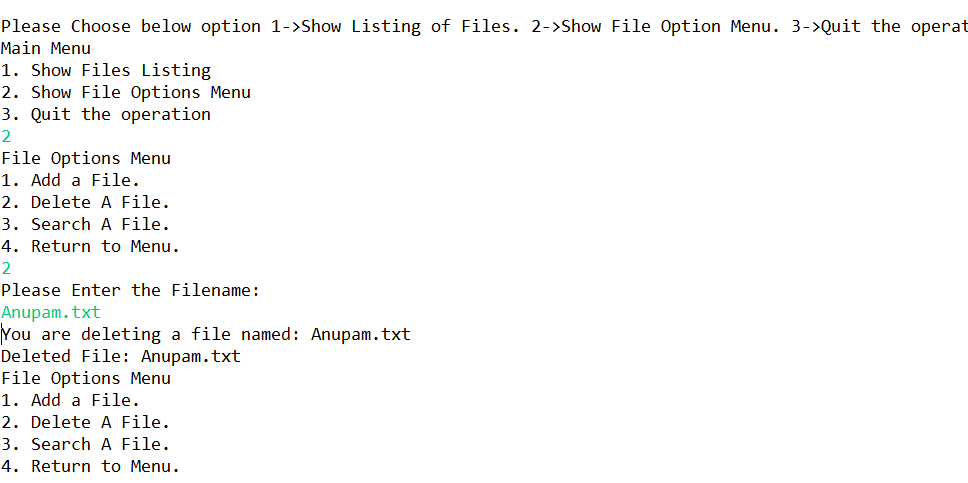 Please Choose below option 1->Show Listing of Files. 2->Show File Option Menu. 3->Quit the operat
Main Menu
1. Show Files Listing
2. Show File Options Menu
3. Quit the operation
2
File Options Menu
1. Add a File.
2. Delete A File.
3. Search A File.
4. Return to Menu.
2
Please Enter the Filename:
Anupam.txt
You are deleting a file named: Anupam.txt
Deleted File: Anupam.txt
File Options Menu
1. Add a File.
2. Delete A File.
3. Search A File.
4. Return to Menu.